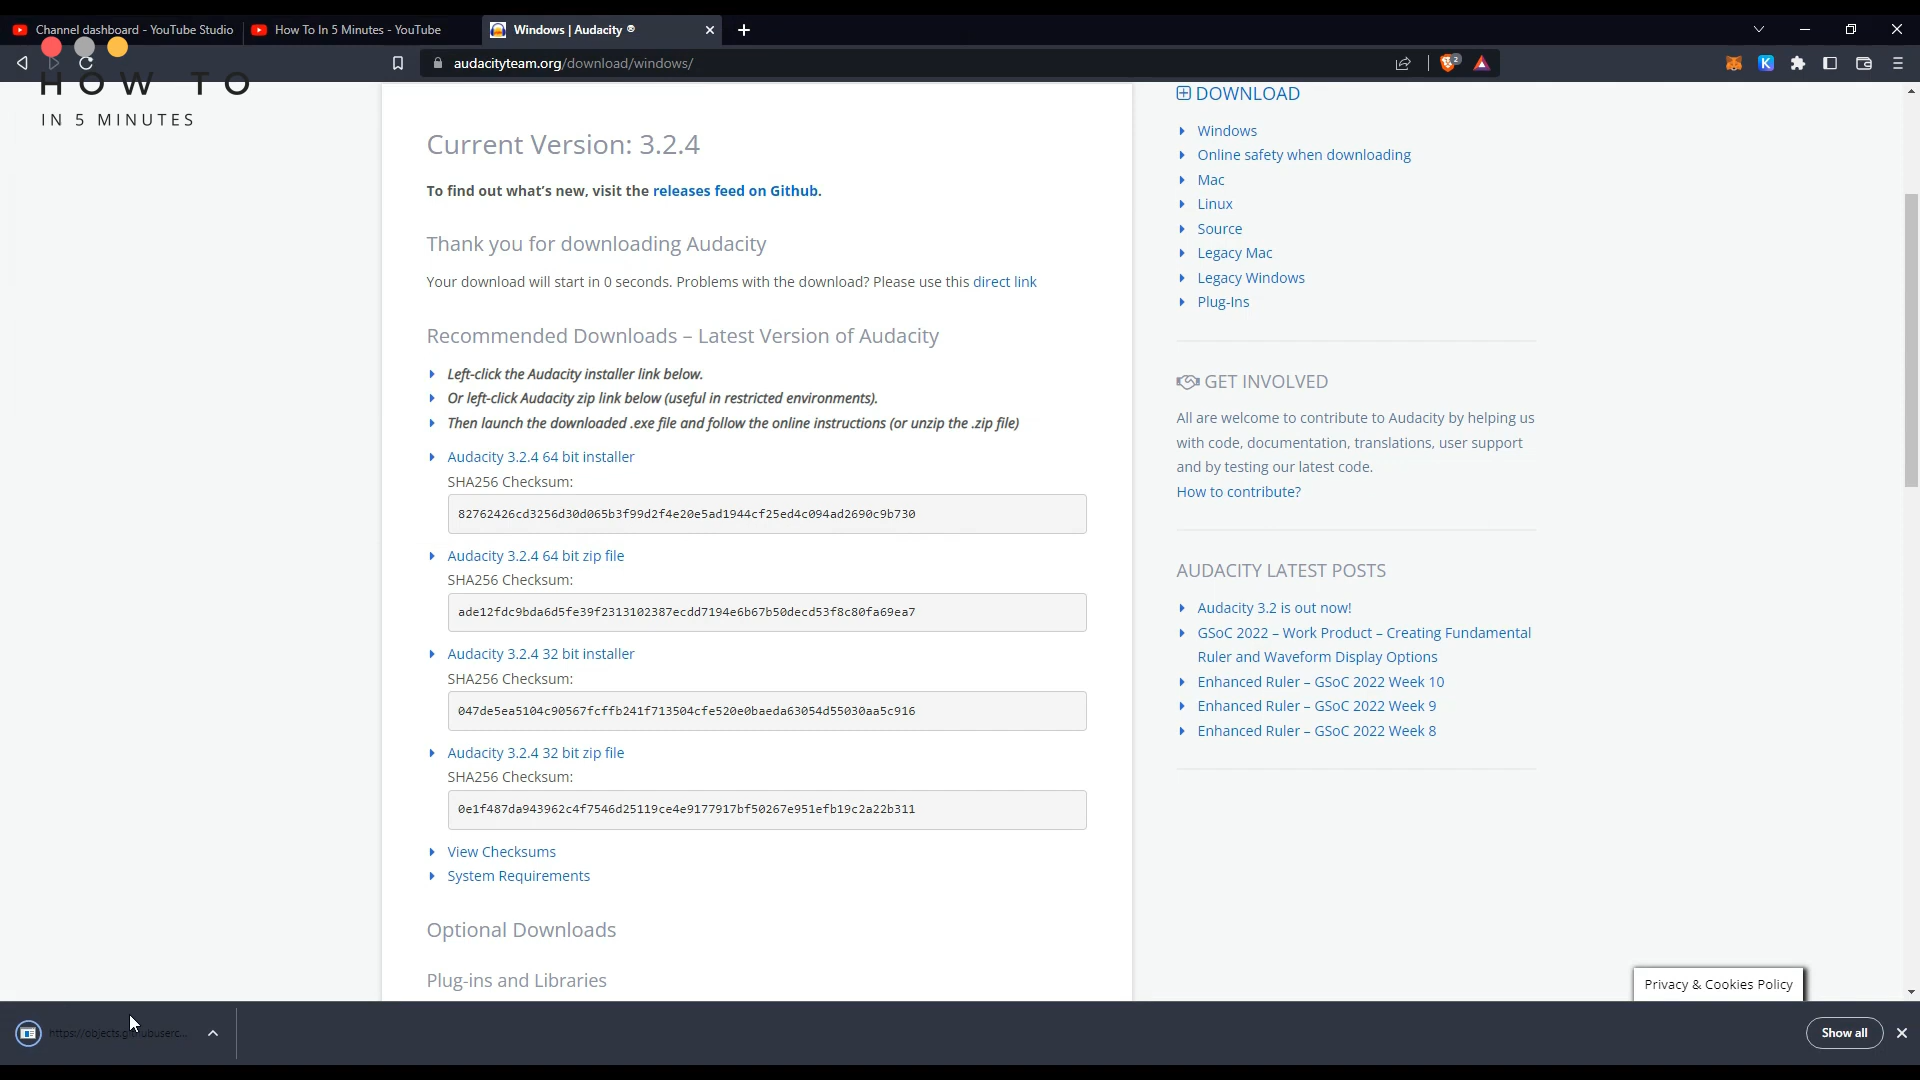 Channel dashboard - YouTube Studio
How To In 5 Minutes - YouTube
Windows | Audacity ®
audacityteam.org/download/windows/
2
HOW TO
IN 5 MINUTES
Current Version: 3.2.4
To find out what's new, visit the releases feed on Github.
Thank you for downloading Audacity
Your download will start in 0 seconds. Problems with the download? Please use this direct link
Recommended Downloads – Latest Version of Audacity
Left-click the Audacity installer link below.
Or left-click Audacity zip link below (useful in restricted environments).
Then launch the downloaded .exe file and follow the online instructions (or unzip the .zip file)
Audacity 3.2.4 64 bit installer
SHA256 Checksum:
82762426cd3256d30d065b3f99d2f4e20e5ad1944cf25ed4c094ad2690c9b730
Audacity 3.2.4 64 bit zip file
SHA256 Checksum:
ade12fdc9bda6d5fe39f2313102387ecdd7194e6b67b50decd53f8c80fa69ea7
Audacity 3.2.4 32 bit installer
SHA256 Checksum:
047de5ea5104c90567fcffb241f713504cfe520e0baeda63054d55030aa5c916
Audacity 3.2.4 32 bit zip file
SHA256 Checksum:
0e1f487da943962c4f7546d25119ce4e9177917bf50267e951efb19c2a22b311
View Checksums
System Requirements
Optional Downloads
Plug-ins and Libraries
DOWNLOAD
Windows
Online safety when downloading
Mac
Linux
Source
Legacy Mac
Legacy Windows
Plug-Ins
GET INVOLVED
All are welcome to contribute to Audacity by helping us
with code, documentation, translations, user support
and by testing our latest code.
How to contribute?
AUDACITY LATEST POSTS
Audacity 3.2 is out now!
GSoC 2022 – Work Product – Creating Fundamental
Ruler and Waveform Display Options
Enhanced Ruler – GSoC 2022 Week 10
Enhanced Ruler – GSoC 2022 Week 9
Enhanced Ruler – GSoC 2022 Week 8
Privacy & Cookies Policy
Show all